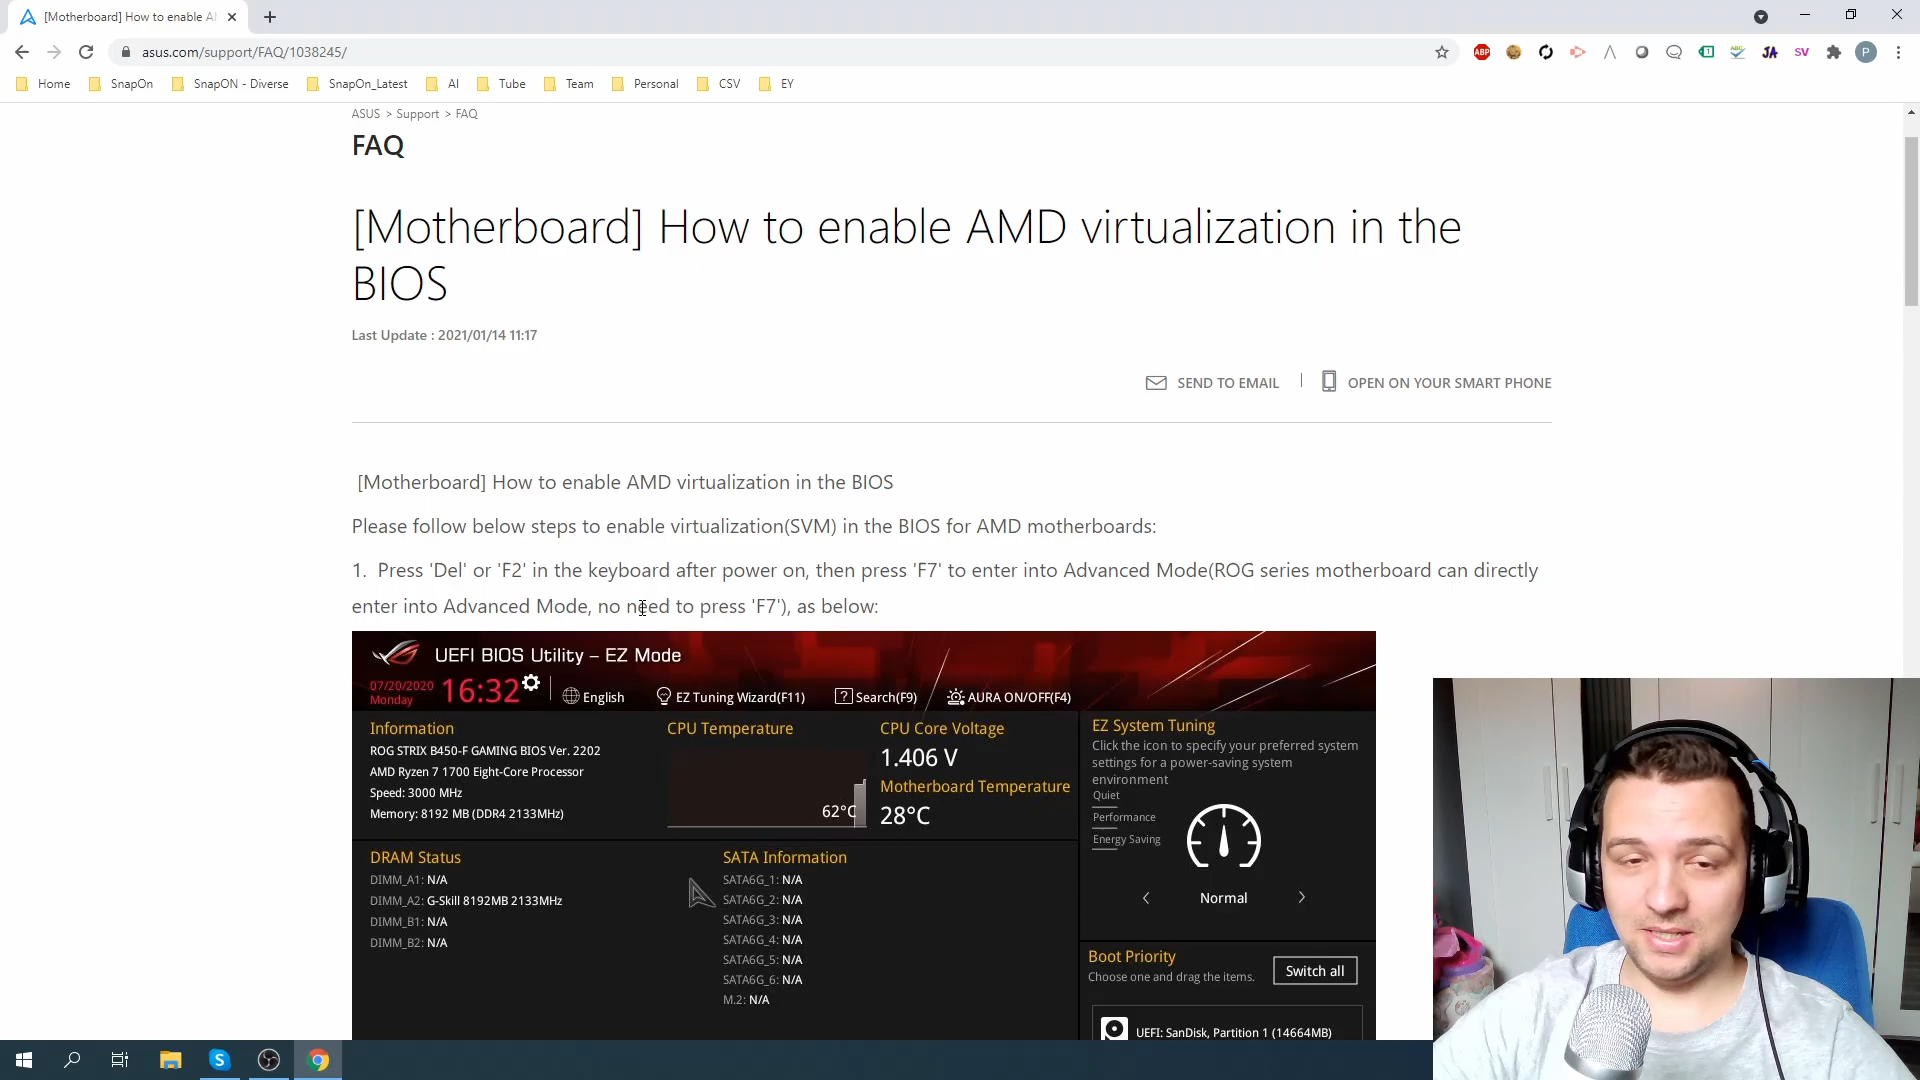 [Motherboard] How to enable A
asus.com/support/FAQ/1038245/
ABP
JA
SV
P
Home
SnapOn
SnapON - Diverse
SnapOn_Latest
AI
Tube
Team
Personal
CSV
EY
ASUS > Support > FAQ
FAQ
[Motherboard] How to enable AMD virtualization in the
BIOS
Last Update : 2021/01/14 11:17
SEND TO EMAIL
OPEN ON YOUR SMART PHONE
[Motherboard] How to enable AMD virtualization in the BIOS
Please follow below steps to enable virtualization(SVM) in the BIOS for AMD motherboards:
1. Press 'Del' or 'F2' in the keyboard after power on, then press 'F7' to enter into Advanced Mode(ROG series motherboard can directly
enter into Advanced Mode, no need to press 'F7'), as below:
UEFI BIOS Utility – EZ Mode
07/20/2020
Monday
16:32
English
EZ Tuning Wizard(F11)
Search(F9)
AURA ON/OFF(F4)
Information
ROG STRIX B450-F GAMING BIOS Ver. 2202
AMD Ryzen 7 1700 Eight-Core Processor
Speed: 3000 MHz
Memory: 8192 MB (DDR4 2133MHz)
CPU Temperature
62°C
CPU Core Voltage
1.406 V
Motherboard Temperature
28°C
EZ System Tuning
Click the icon to specify your preferred system
settings for a power-saving system
environment
Quiet
Performance
Energy Saving
Normal
DRAM Status
DIMM_A1: N/A
DIMM_A2: G-Skill 8192MB 2133MHz
DIMM_B1: N/A
DIMM_B2: N/A
SATA Information
SATA6G_1: N/A
SATA6G_2: N/A
SATA6G_3: N/A
SATA6G_4: N/A
SATA6G_5: N/A
SATA6G_6: N/A
M.2: N/A
Boot Priority
Choose one and drag the items.
Switch all
UEFI: SanDisk, Partition 1 (14664MB)